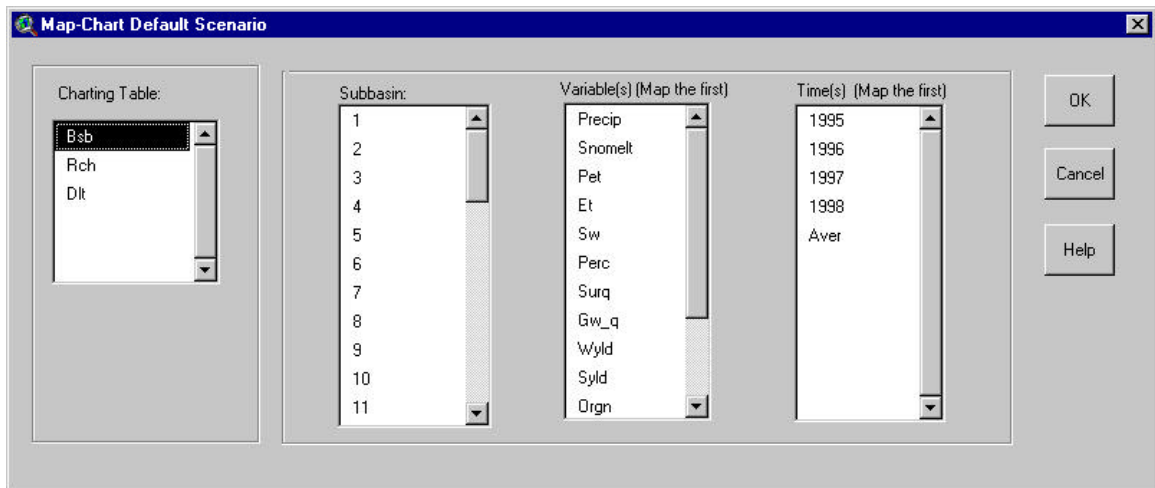 Map-Chart Default Scenario
Charting Table:
Bsb
Rch
Dlt
Subbasin:
1
2
3
4
5
6
7
8
9
10
11
Variable(s) (Map the first)
Precip
Snomelt
Pet
Et
Sw
Perc
Surq
Gw_q
Wyld
Syld
Orgn
Time(s) (Map the first)
1995
1996
1997
1998
Aver
OK
Cancel
Help